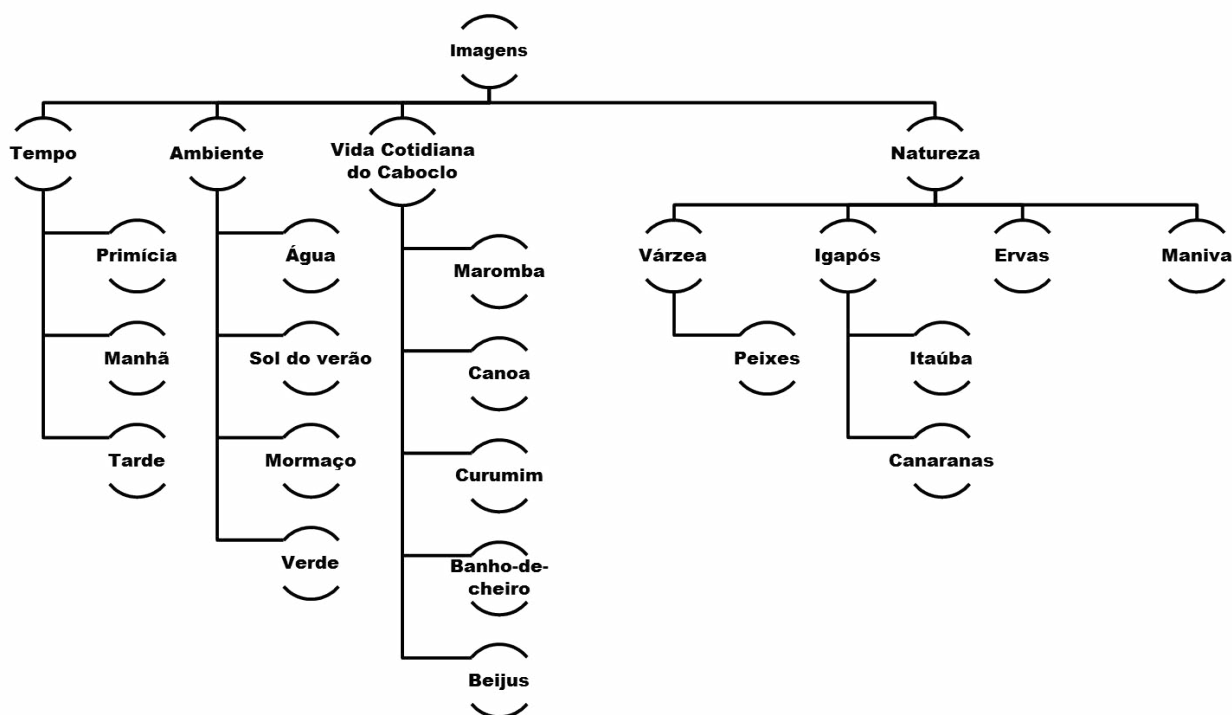 Imagens
Tempo
Ambiente
Vida Cotidiana
do Caboclo
Natureza
Primícia
Água
Maromba
Várzea
Igapós
Ervas
Maniva
Manhã
Sol do verão
Canoa
Peixes
Itaúba
Tarde
Mormaço
Curumim
Canaranas
Verde
Banho-de-
cheiro
Beijus